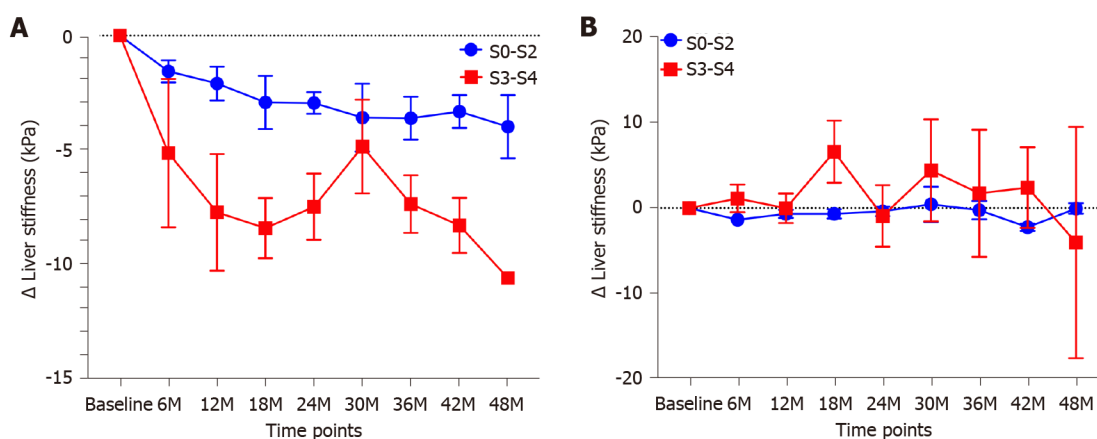 A
Δ Liver stiffness (kPa)
0
-5
-10
-15
S0-S2
S3-S4
Baseline 6M 12M 18M 24M 30M 36M 42M 48M
Time points
B
Δ Liver stiffness (kPa)
20
10
0
-10
-20
S0-S2
S3-S4
Baseline 6M 12M 18M 24M 30M 36M 42M 48M
Time points